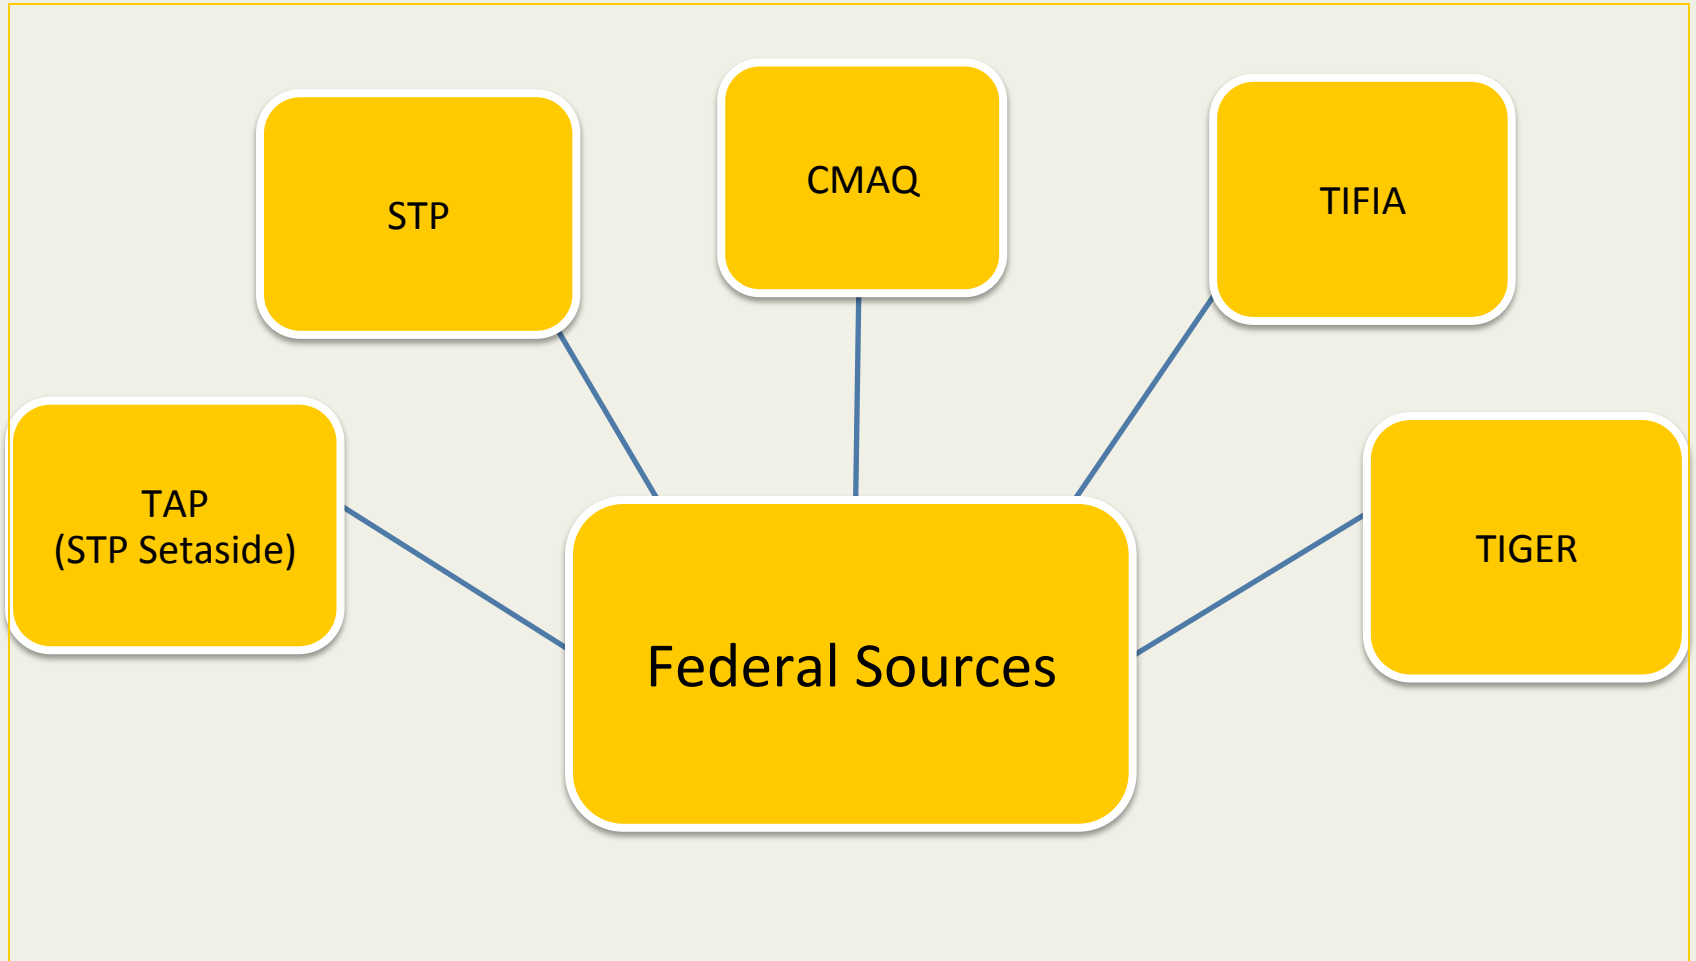 STP
CMAQ
TIFIA
TAP
(STP Setaside)
TIGER
Federal Sources